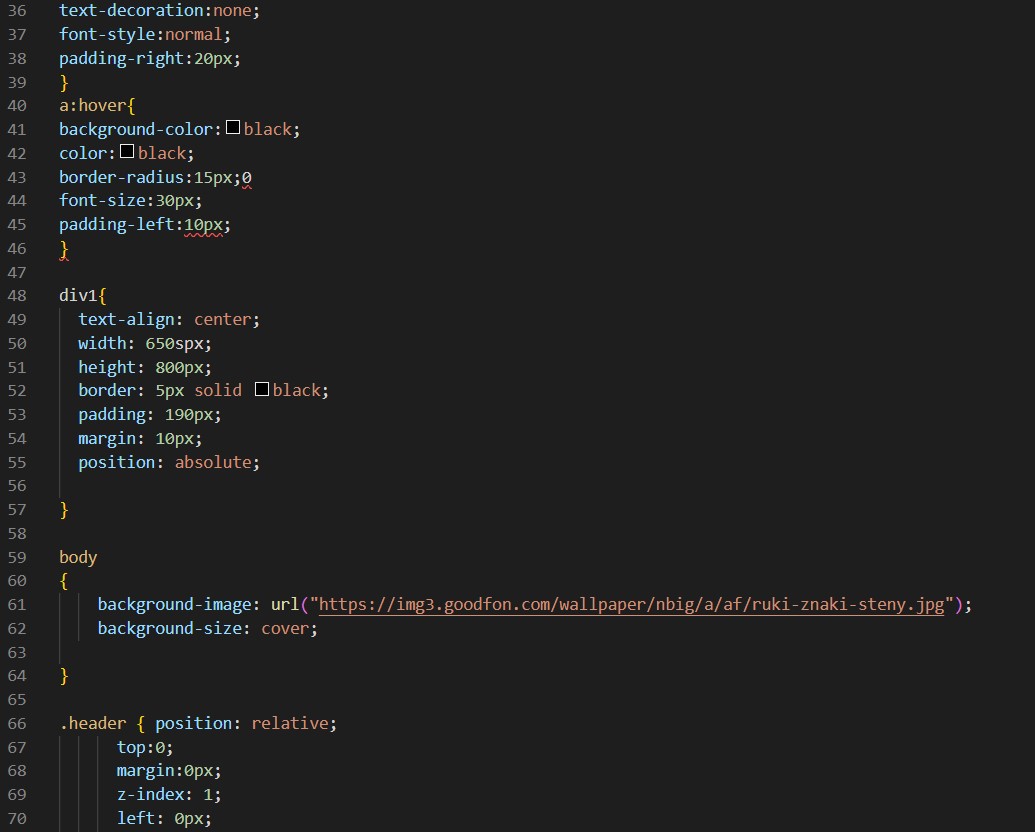 36 text-decoration:none;
37 font-style:normal;
38 padding-right:20px;
39 }
40 a:hover{
41 background-color:black;
42 color:black;
43 border-radius:15px;0
44 font-size:30px;
45 padding-left:10px;
46 }
47
48 div1{
49 text-align: center;
50 width: 650spx;
51 height: 800px;
52 border: 5px solid black;
53 padding: 190px;
54 margin: 10px;
55 position: absolute;
56
57 }
58
59 body
60 {
61 background-image: url("https://img3.goodfon.com/wallpaper/nbig/a/af/ruki-znaki-steny.jpg");
62 background-size: cover;
63
64 }
65
66 .header { position: relative;
67 top:0;
68 margin:0px;
69 z-index: 1;
70 left: 0px;